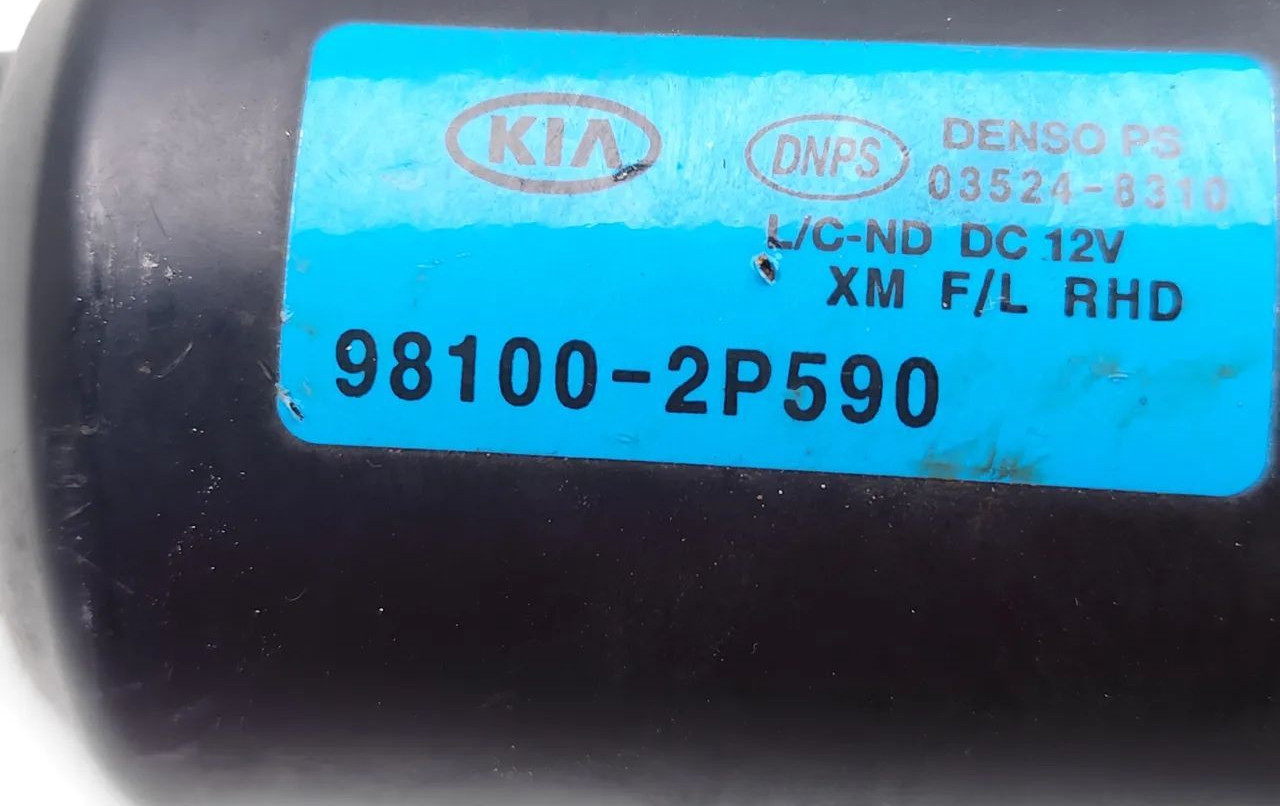 KIA
DNPS
DENSO PS
03524-8310
L/C-ND DC 12V
XM F/L RHD
98100-2P590